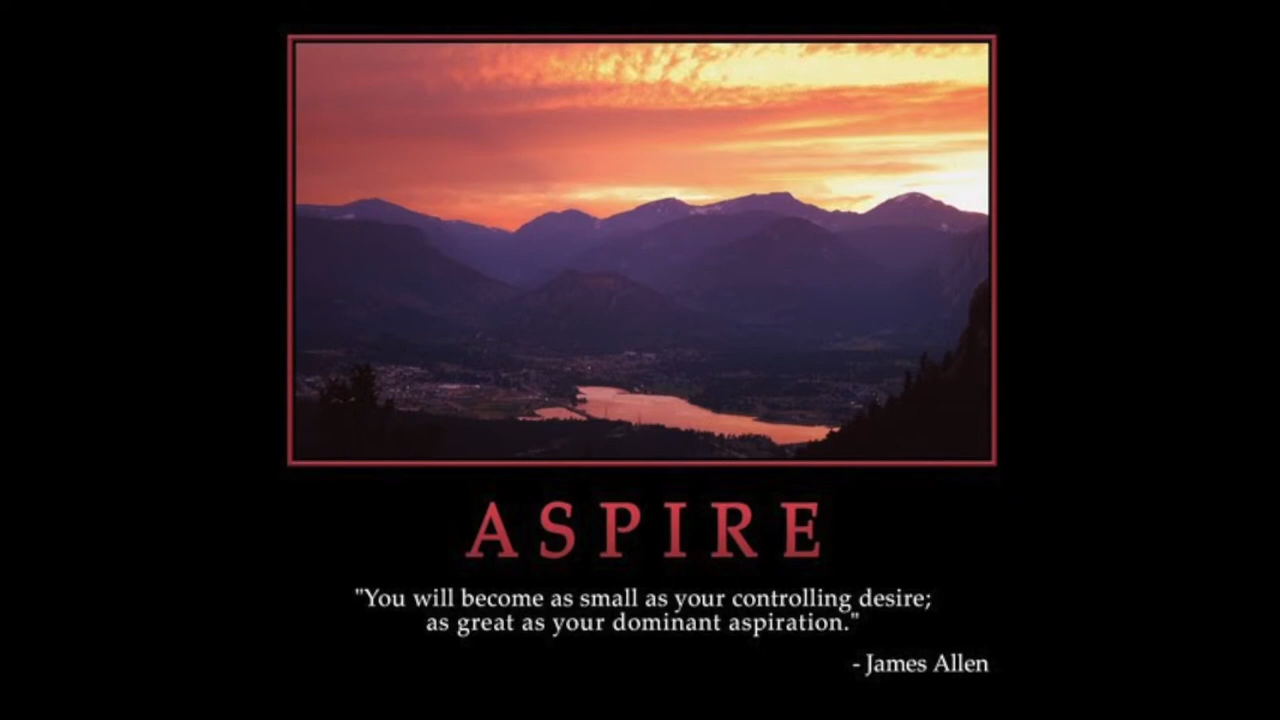 ASPIRE
"You will become as small as your controlling desire;
as great as your dominant aspiration."
- James Allen